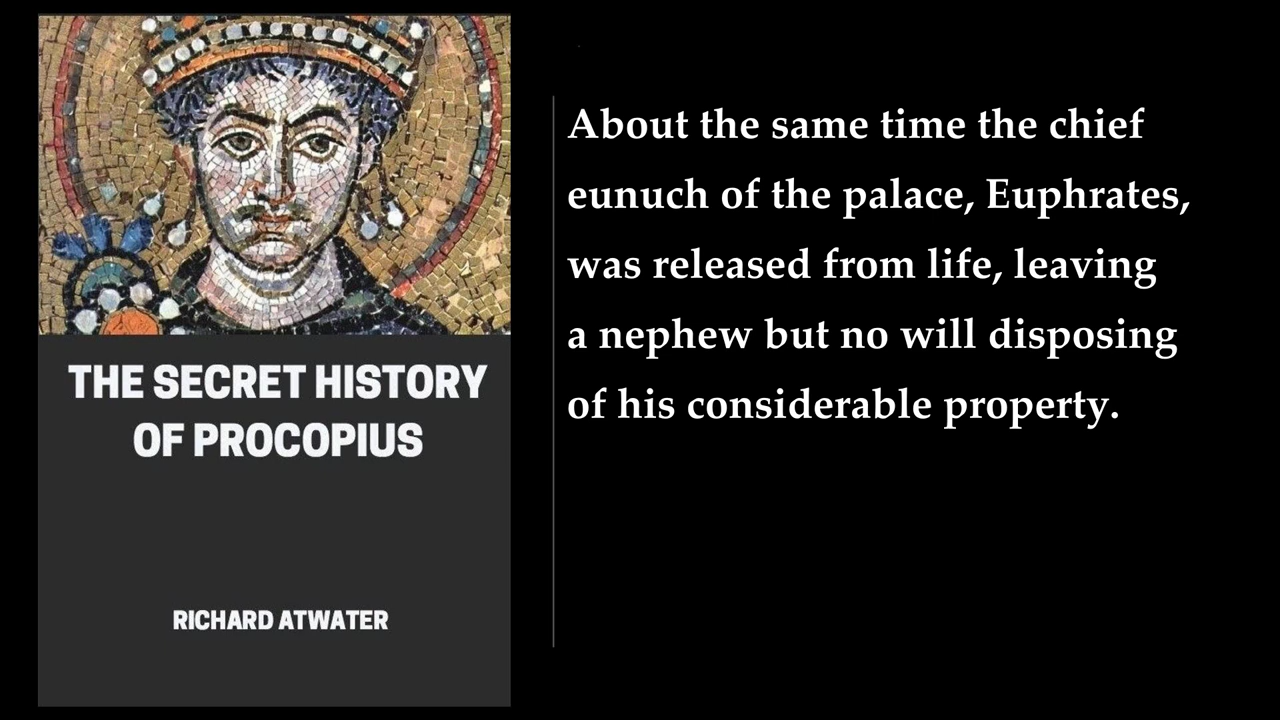 THE SECRET HISTORY
OF PROCOPIUS
RICHARD ATWATER
About the same time the chief
eunuch of the palace, Euphrates,
was released from life, leaving
a nephew but no will disposing
of his considerable property.